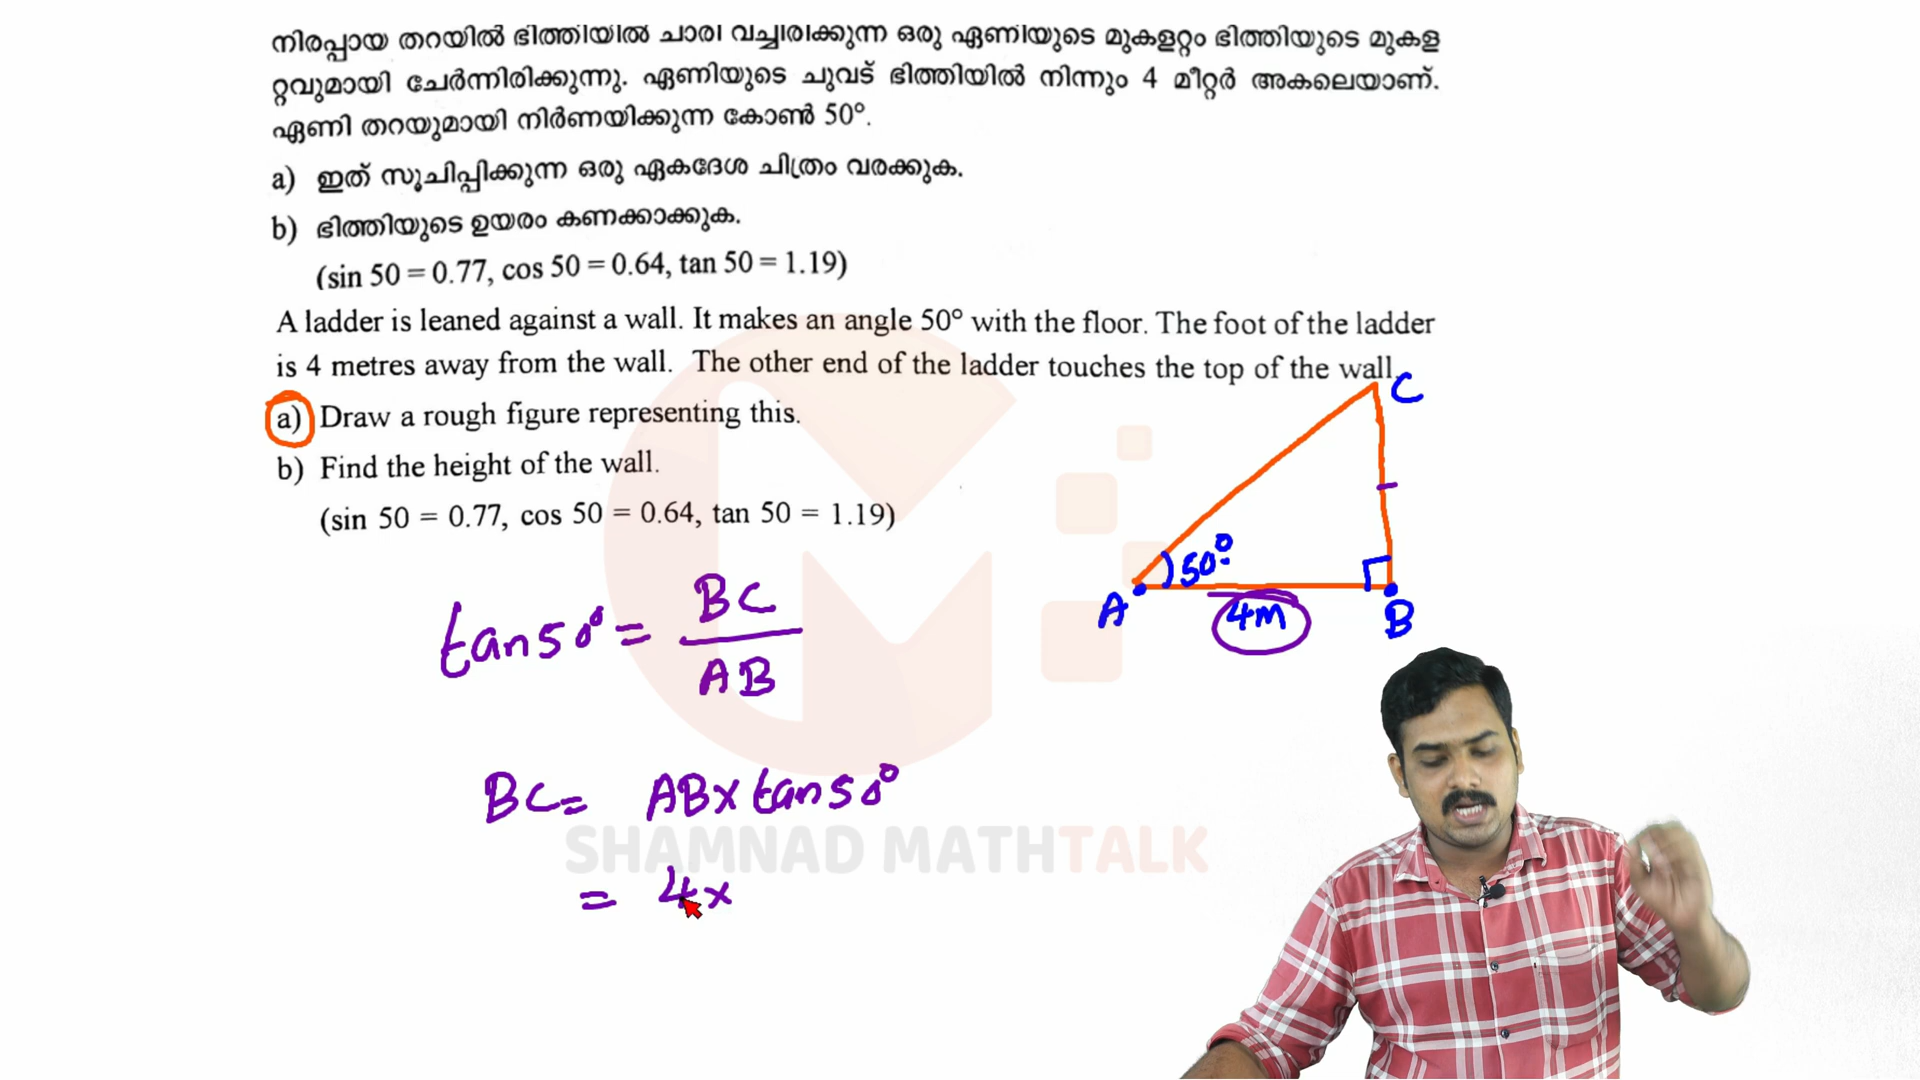 നിരപ്പായ തറയിൽ ഭിത്തിയിൽ ചാരി വച്ചിരിക്കുന്ന ഒരു ഏണിയുടെ മുകളറ്റം ഭിത്തിയുടെ മുകള
റ്റവുമായി ചേർന്നിരിക്കുന്നു. ഏണിയുടെ ചുവട് ഭിത്തിയിൽ നിന്നും 4 മീറ്റർ അകലെയാണ്.
ഏണി തറയുമായി നിർണയിക്കുന്ന കോൺ 50°.
a) ഇത് സൂചിപ്പിക്കുന്ന ഒരു ഏകദേശ ചിത്രം വരക്കുക.
b) ഭിത്തിയുടെ ഉയരം കണക്കാക്കുക.
(sin 50 = 0.77, cos 50 = 0.64, tan 50 = 1.19)
A ladder is leaned against a wall. It makes an angle 50° with the floor. The foot of the ladder
is 4 metres away from the wall. The other end of the ladder touches the top of the wall.
a) Draw a rough figure representing this.
b) Find the height of the wall.
(sin 50 = 0.77, cos 50 = 0.64, tan 50 = 1.19)
C
50°
A
4m
B
tan50° = BC
AB
BC = AB× tan50°
SHAMNAD MATHTALK
= 4×